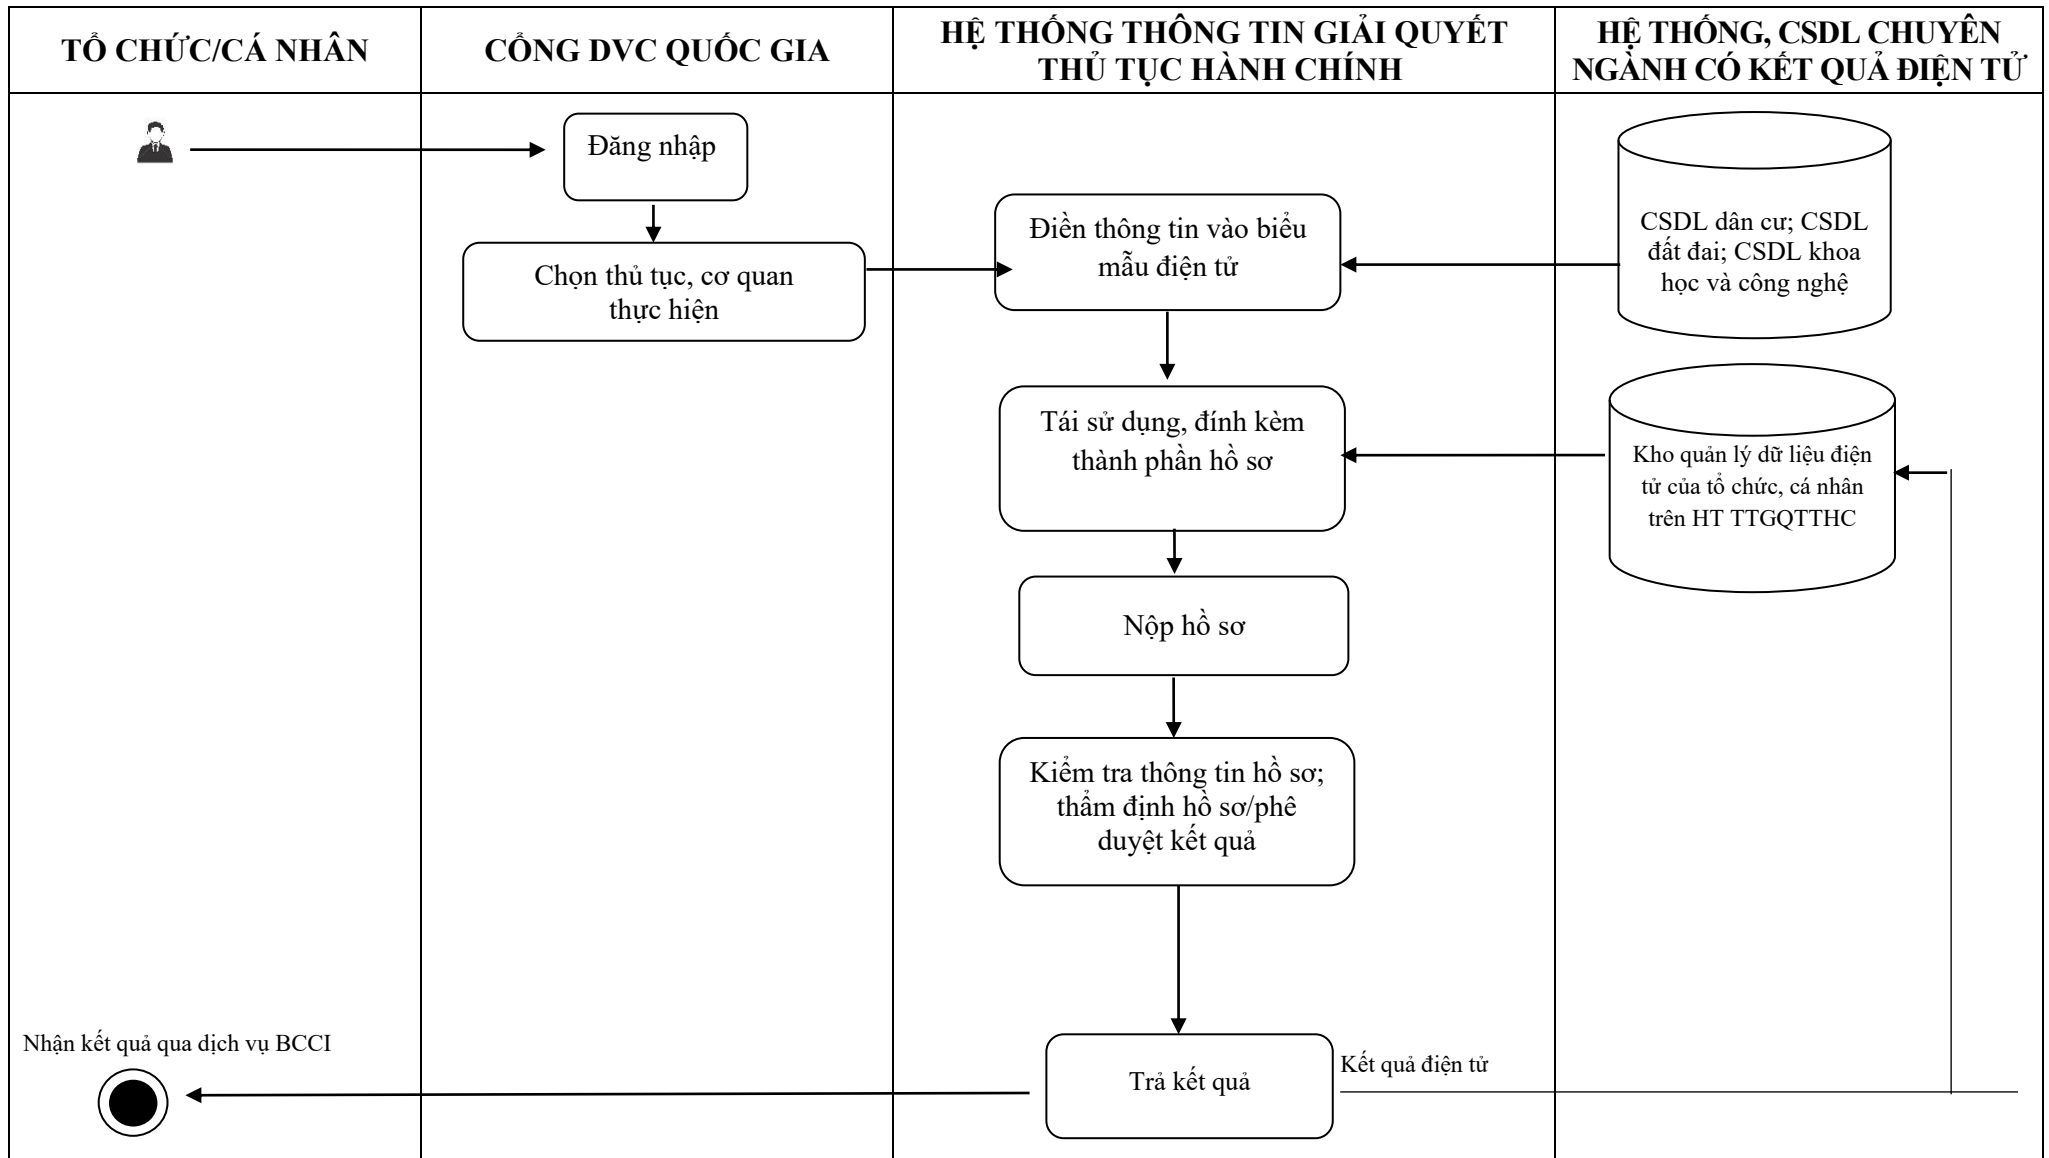 TỔ CHỨC/CÁ NHÂN
CỔNG DVC QUỐC GIA
HỆ THỐNG THÔNG TIN GIẢI QUYẾT
THỦ TỤC HÀNH CHÍNH
HỆ THỐNG, CSDL CHUYÊN
NGÀNH CÓ KẾT QUẢ ĐIỆN TỬ
Đăng nhập
Chọn thủ tục, cơ quan
thực hiện
Điền thông tin vào biểu
mẫu điện tử
CSDL dân cư; CSDL
đất đai; CSDL khoa
học và công nghệ
Tái sử dụng, đính kèm
thành phần hồ sơ
Kho quản lý dữ liệu điện
tử của tổ chức, cá nhân
trên HT TTGQTTHC
Nộp hồ sơ
Kiểm tra thông tin hồ sơ;
thẩm định hồ sơ/phê
duyệt kết quả
Nhận kết quả qua dịch vụ BCCI
Trả kết quả
Kết quả điện tử